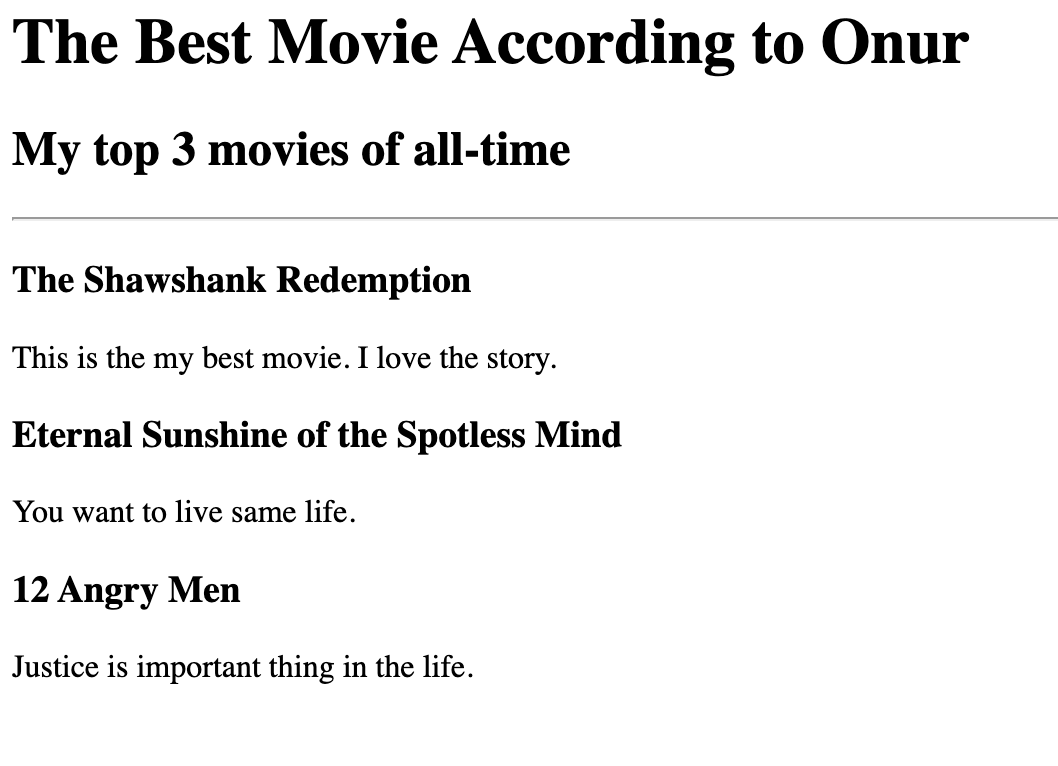 The Best Movie According to Onur
My top 3 movies of all-time
The Shawshank Redemption
This is the my best movie. I love the story.
Eternal Sunshine of the Spotless Mind
You want to live same life.
12 Angry Men
Justice is important thing in the life.